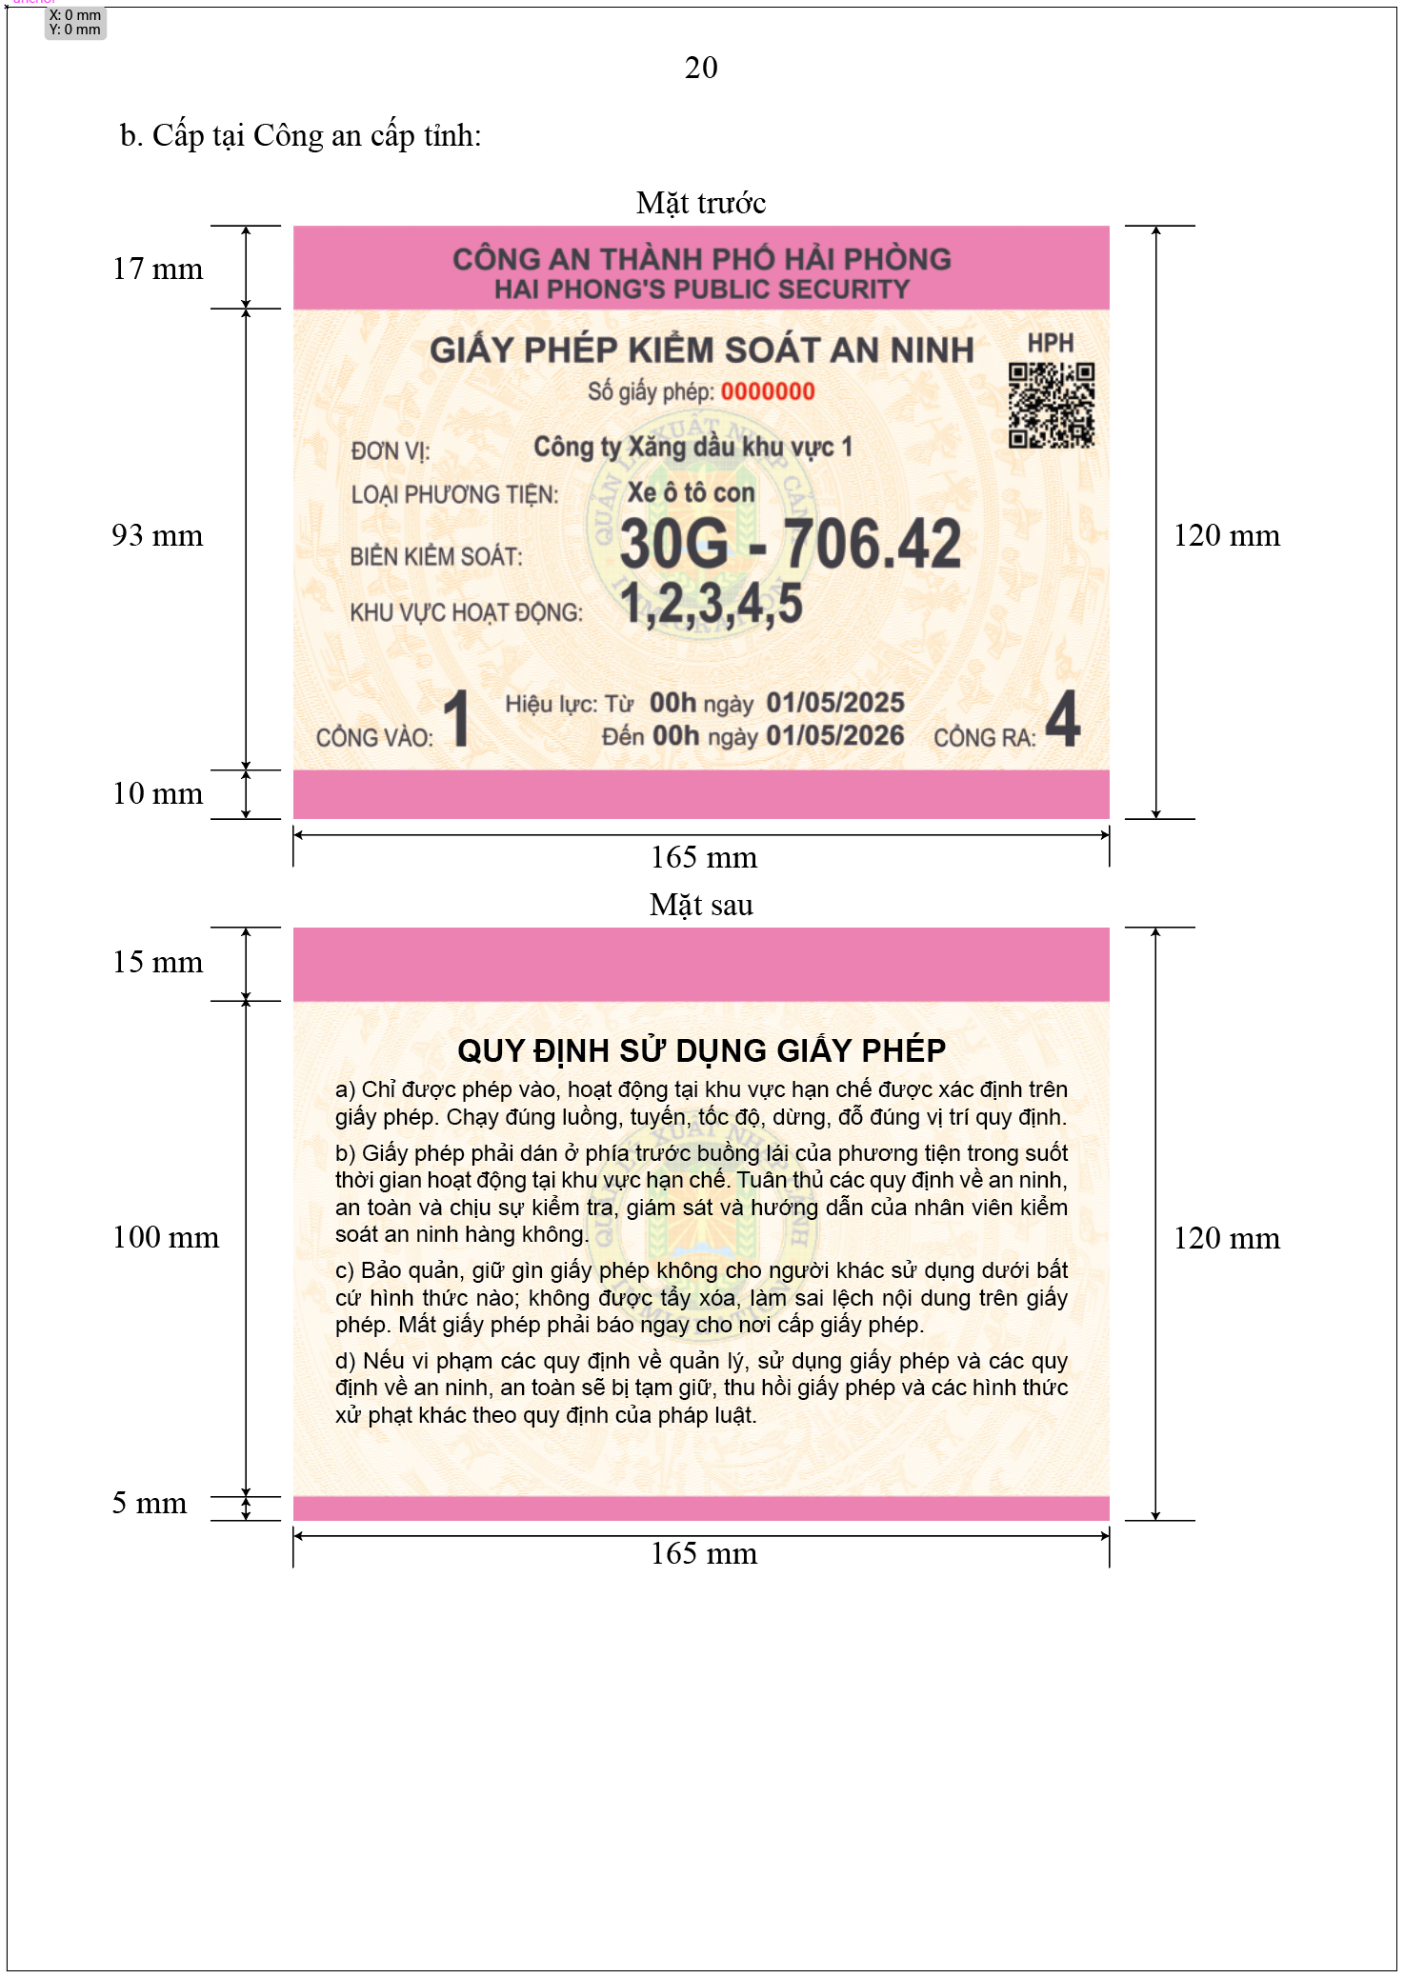 anchor
X: 0 mm
Y: 0 mm
20
b. Cấp tại Công an cấp tỉnh:
Mặt trước
17 mm
CÔNG AN THÀNH PHỐ HẢI PHÒNG
HAI PHONG'S PUBLIC SECURITY
GIẤY PHÉP KIỂM SOÁT AN NINH
HPH
Số giấy phép: 0000000
ĐƠN VỊ: Công ty Xăng dầu khu vực 1
LOẠI PHƯƠNG TIỆN: Xe ô tô con
93 mm
120 mm
BIỂN KIỂM SOÁT: 30G - 706.42
KHU VỰC HOẠT ĐỘNG: 1,2,3,4,5
QUẢN LÝ XUẤT NHẬP CẢNH
IMMIGRATION
Hiệu lực: Từ 00h ngày 01/05/2025
Đến 00h ngày 01/05/2026
CỔNG VÀO: 1
CỔNG RA: 4
10 mm
165 mm
Mặt sau
15 mm
QUY ĐỊNH SỬ DỤNG GIẤY PHÉP
a) Chỉ được phép vào, hoạt động tại khu vực hạn chế được xác định trên
giấy phép. Chạy đúng luồng, tuyến, tốc độ, dừng, đỗ đúng vị trí quy định.
b) Giấy phép phải dán ở phía trước buồng lái của phương tiện trong suốt
thời gian hoạt động tại khu vực hạn chế. Tuân thủ các quy định về an ninh,
an toàn và chịu sự kiểm tra, giám sát và hướng dẫn của nhân viên kiểm
soát an ninh hàng không.
c) Bảo quản, giữ gìn giấy phép không cho người khác sử dụng dưới bất
cứ hình thức nào; không được tẩy xóa, làm sai lệch nội dung trên giấy
phép. Mất giấy phép phải báo ngay cho nơi cấp giấy phép.
d) Nếu vi phạm các quy định về quản lý, sử dụng giấy phép và các quy
định về an ninh, an toàn sẽ bị tạm giữ, thu hồi giấy phép và các hình thức
xử phạt khác theo quy định của pháp luật.
QUẢN LÝ XUẤT NHẬP CẢNH
IMMIGRATION
100 mm
120 mm
5 mm
165 mm